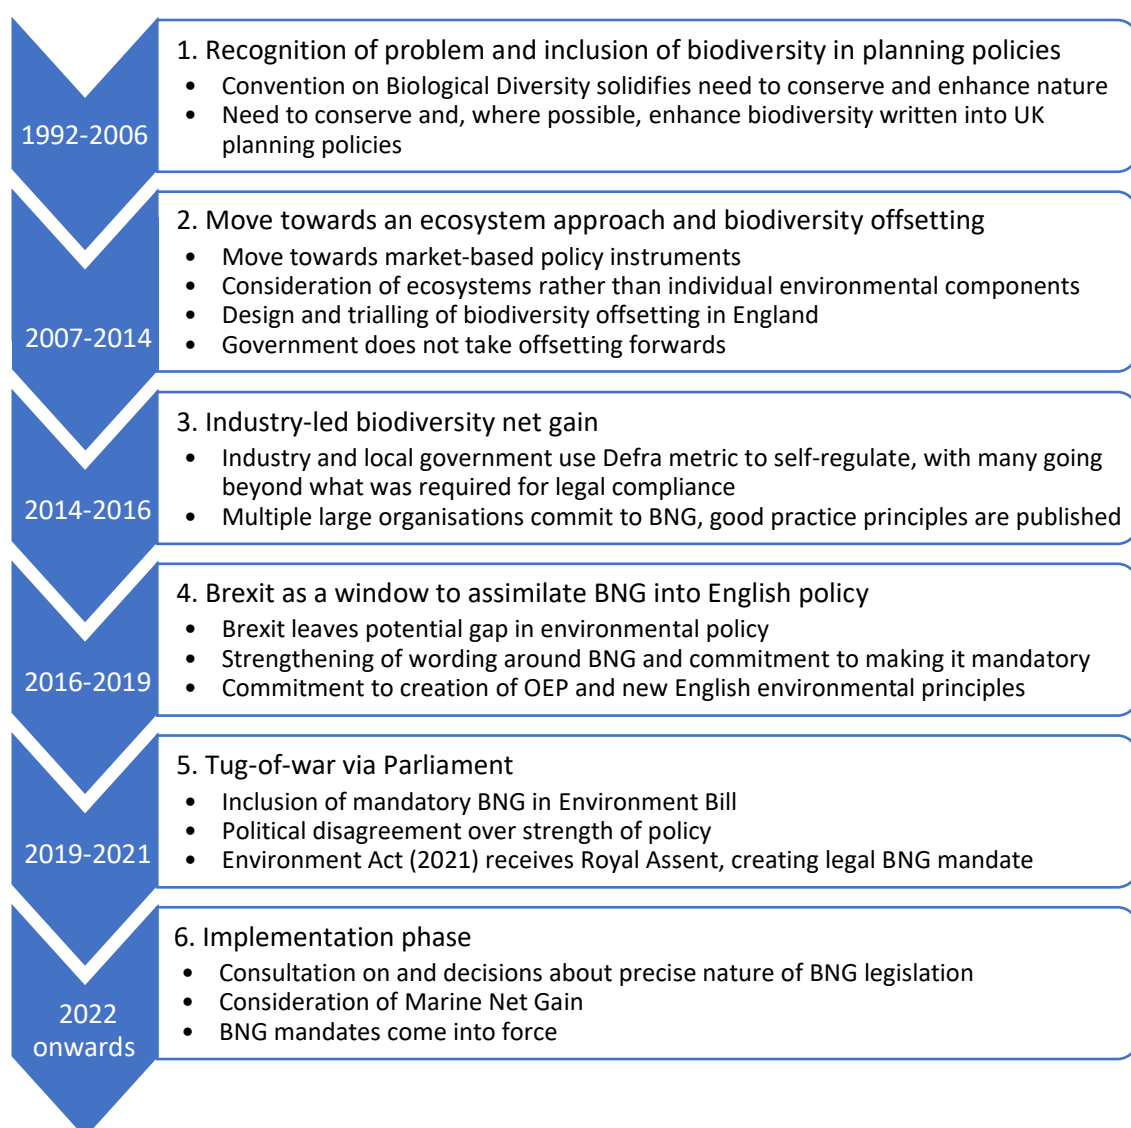 1. Recognition of problem and inclusion of biodiversity in planning policies
• Convention on Biological Diversity solidifies need to conserve and enhance nature
• Need to conserve and, where possible, enhance biodiversity written into UK
planning policies
1992-2006
2. Move towards an ecosystem approach and biodiversity offsetting
• Move towards market-based policy instruments
• Consideration of ecosystems rather than individual environmental components
• Design and trialling of biodiversity offsetting in England
• Government does not take offsetting forwards
2007-2014
3. Industry-led biodiversity net gain
• Industry and local government use Defra metric to self-regulate, with many going
beyond what was required for legal compliance
• Multiple large organisations commit to BNG, good practice principles are published
2014-2016
4. Brexit as a window to assimilate BNG into English policy
• Brexit leaves potential gap in environmental policy
• Strengthening of wording around BNG and commitment to making it mandatory
• Commitment to creation of OEP and new English environmental principles
2016-2019
5. Tug-of-war via Parliament
• Inclusion of mandatory BNG in Environment Bill
• Political disagreement over strength of policy
• Environment Act (2021) receives Royal Assent, creating legal BNG mandate
2019-2021
6. Implementation phase
• Consultation on and decisions about precise nature of BNG legislation
• Consideration of Marine Net Gain
• BNG mandates come into force
2022
onwards